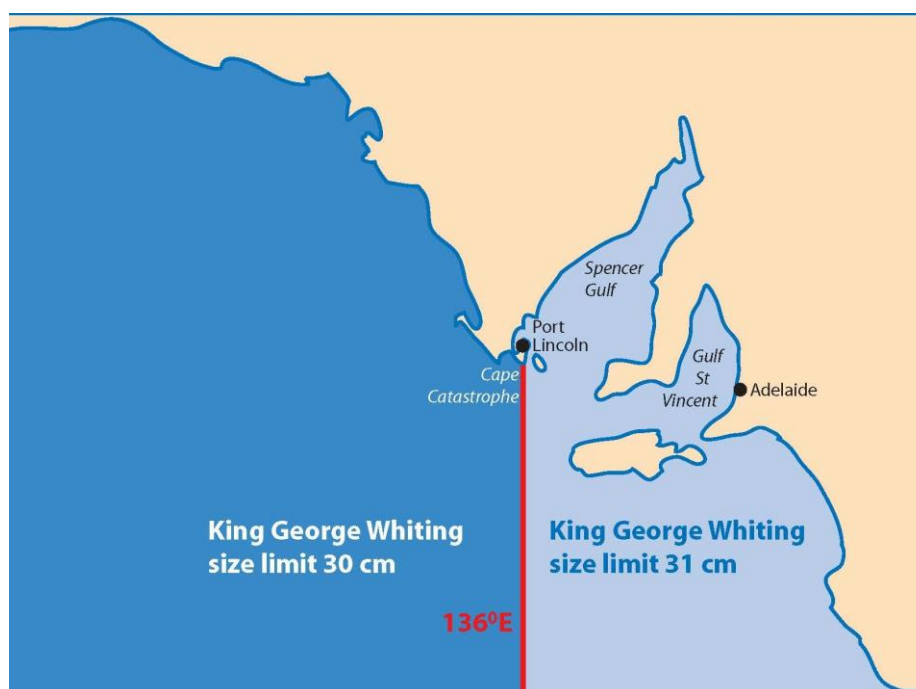 Spencer
Gulf
Port
Lincoln
Cape
Catastrophe
Gulf
St
Vincent
Adelaide
King George Whiting
size limit 30 cm
King George Whiting
size limit 31 cm
136⁰E